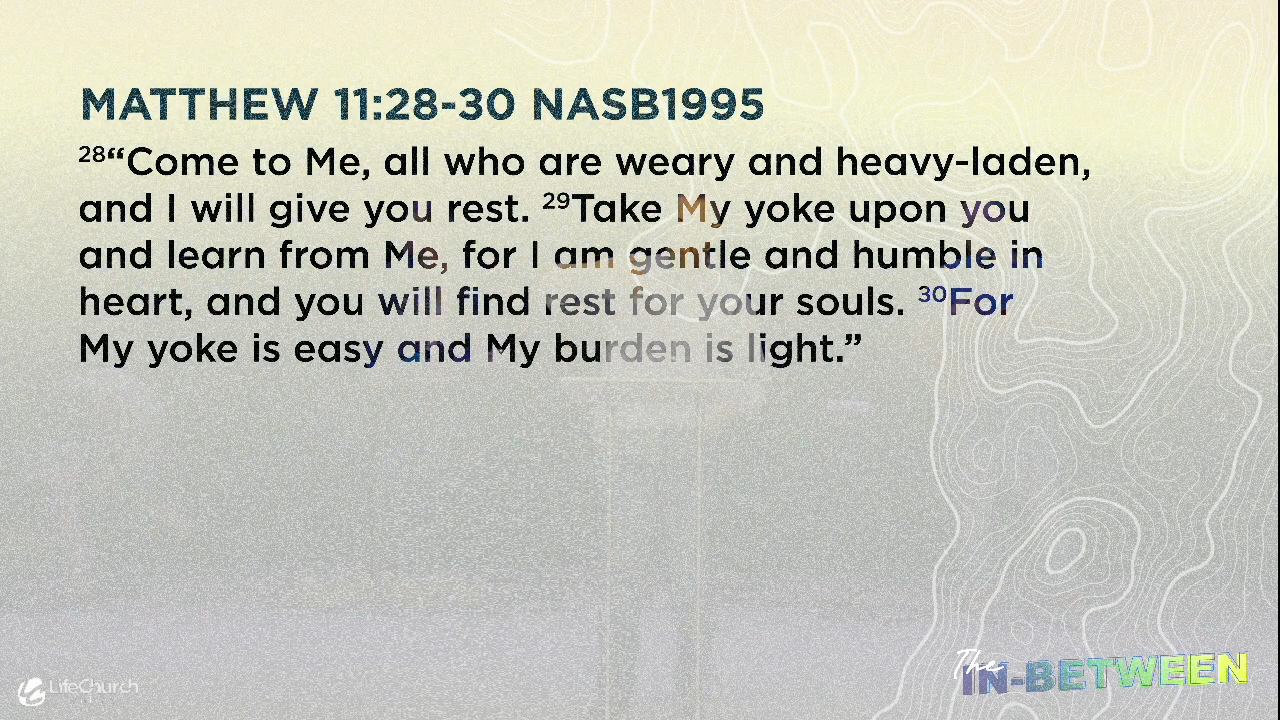 MATTHEW 11:28-30 NASB1995
28“Come to Me, all who are weary and heavy-laden,
and I will give you rest. 29Take My yoke upon you
and learn from Me, for I am gentle and humble in
heart, and you will find rest for your souls. 30For
My yoke is easy and My burden is light.”
The
IN-BETWEEN
LifeChurch